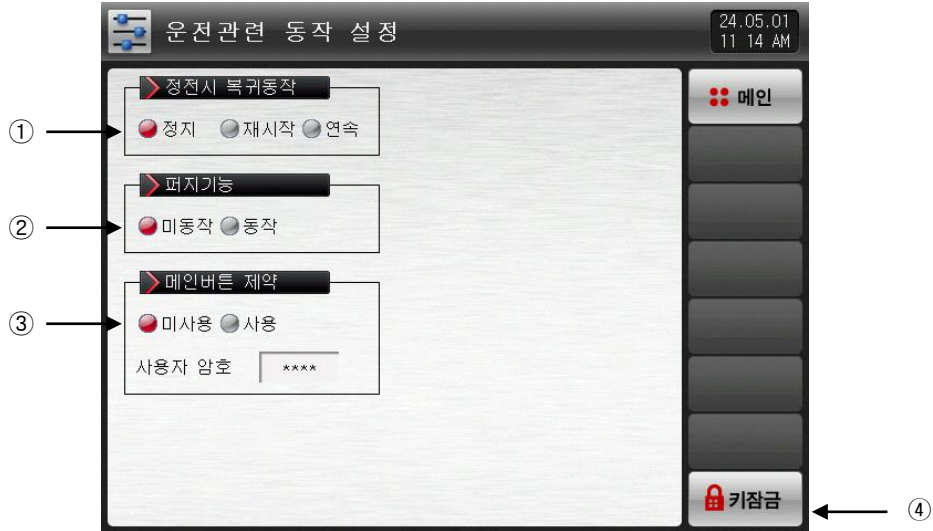 운전관련 동작 설정
24.05.01
11 14 AM
정전시 복귀동작
메인
①
정지 재시작 연속
퍼지기능
②
미동작 동작
메인버튼 제약
③
미사용 사용
사용자 암호 ****
키잠금
④